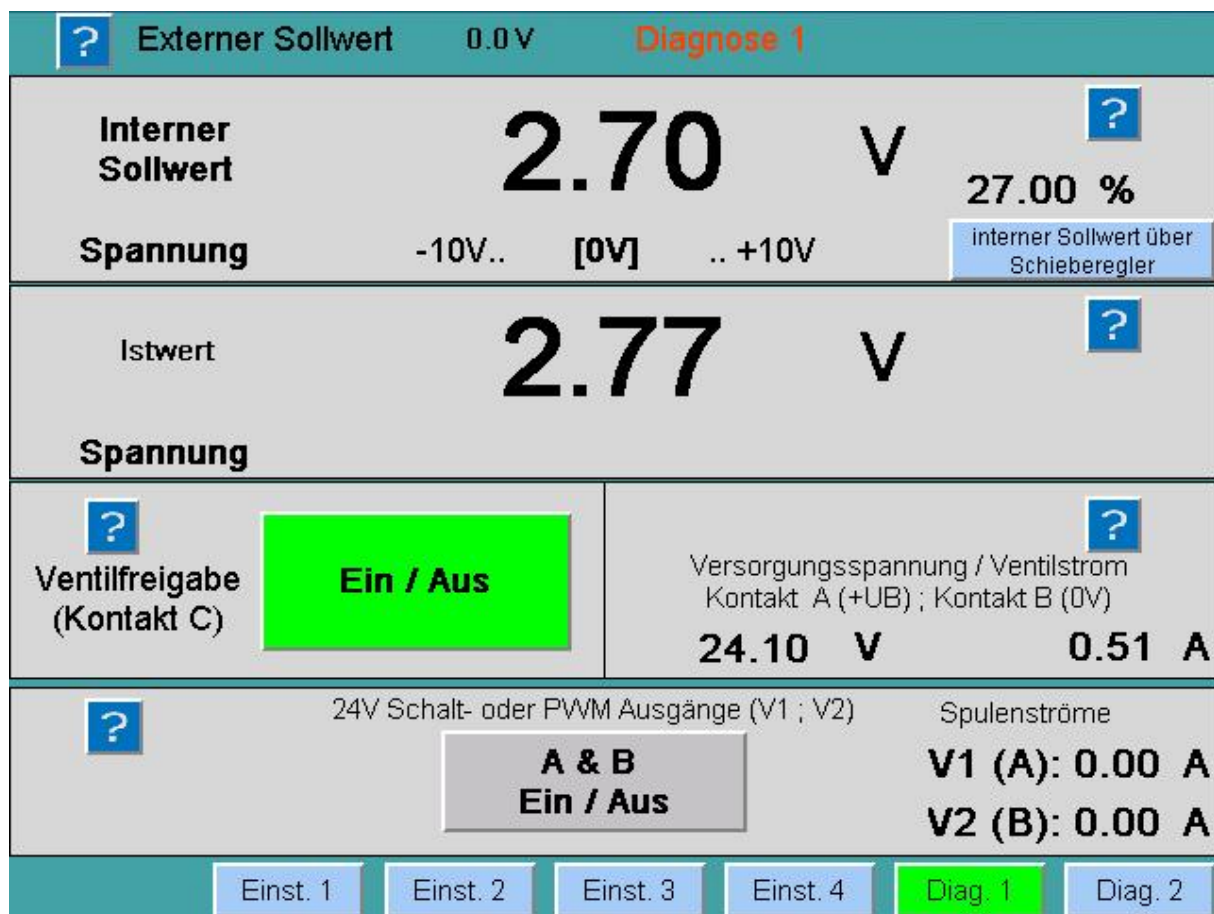 ? Externer Sollwert 0.0 V Diagnose 1
?
Interner
Sollwert
2.70 V
27.00 %
Spannung -10V.. [0V] .. +10V
interner Sollwert über
Schieberegler
?
Istwert 2.77 V
Spannung
?
Ventilfreigabe
(Kontakt C)
Ein / Aus
?
Versorgungsspannung / Ventilstrom
Kontakt A (+UB) ; Kontakt B (0V)
24.10 V 0.51 A
?
24V Schalt- oder PWM Ausgänge (V1 ; V2)
A & B
Ein / Aus
Spulenströme
V1 (A): 0.00 A
V2 (B): 0.00 A
Einst. 1 Einst. 2 Einst. 3 Einst. 4 Diag. 1 Diag. 2